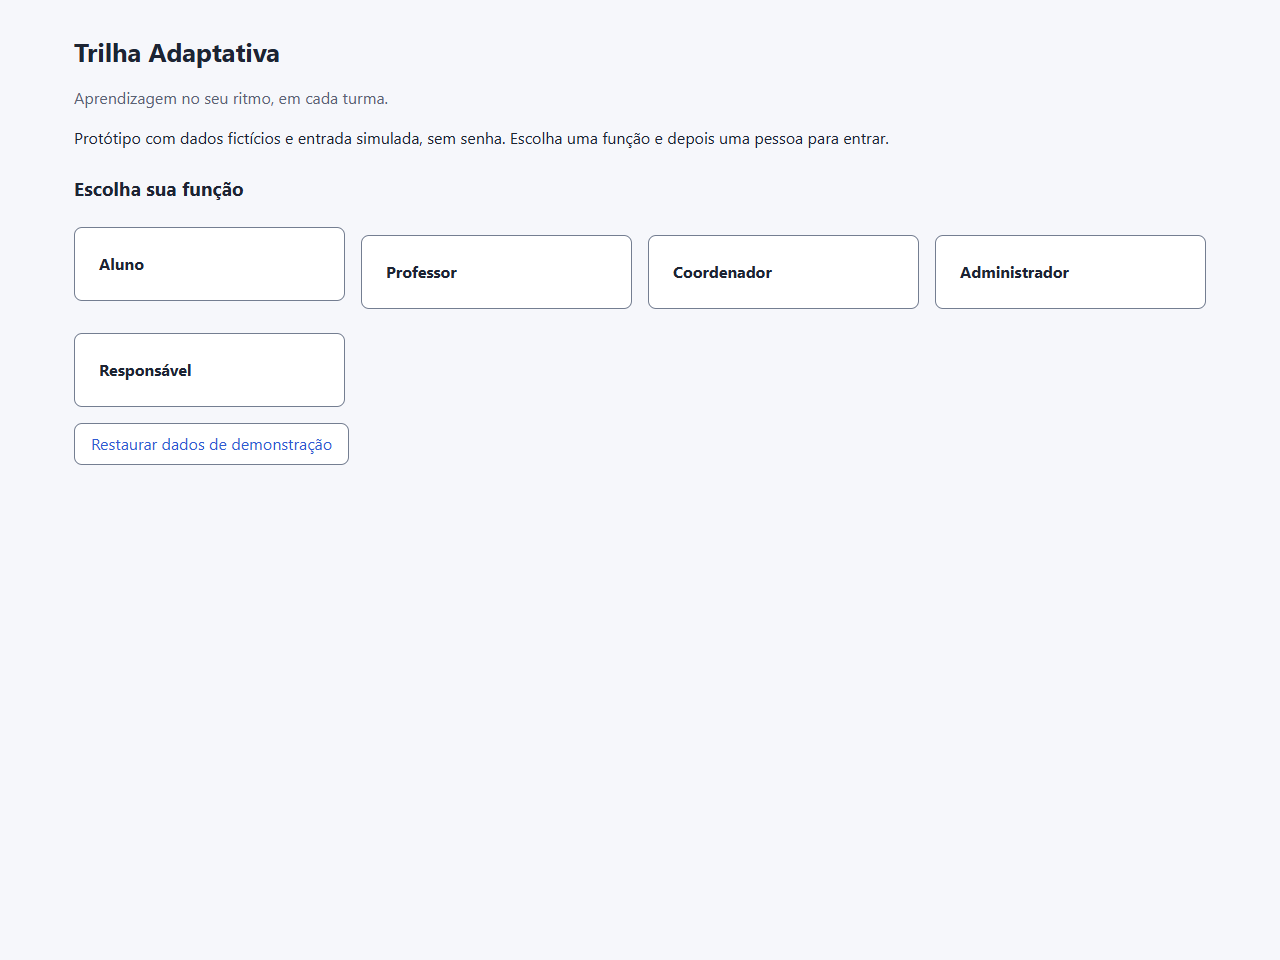 Trilha Adaptativa
Aprendizagem no seu ritmo, em cada turma.
Protótipo com dados fictícios e entrada simulada, sem senha. Escolha uma função e depois uma pessoa para entrar.
Escolha sua função
Aluno
Professor
Coordenador
Administrador
Responsável
Restaurar dados de demonstração